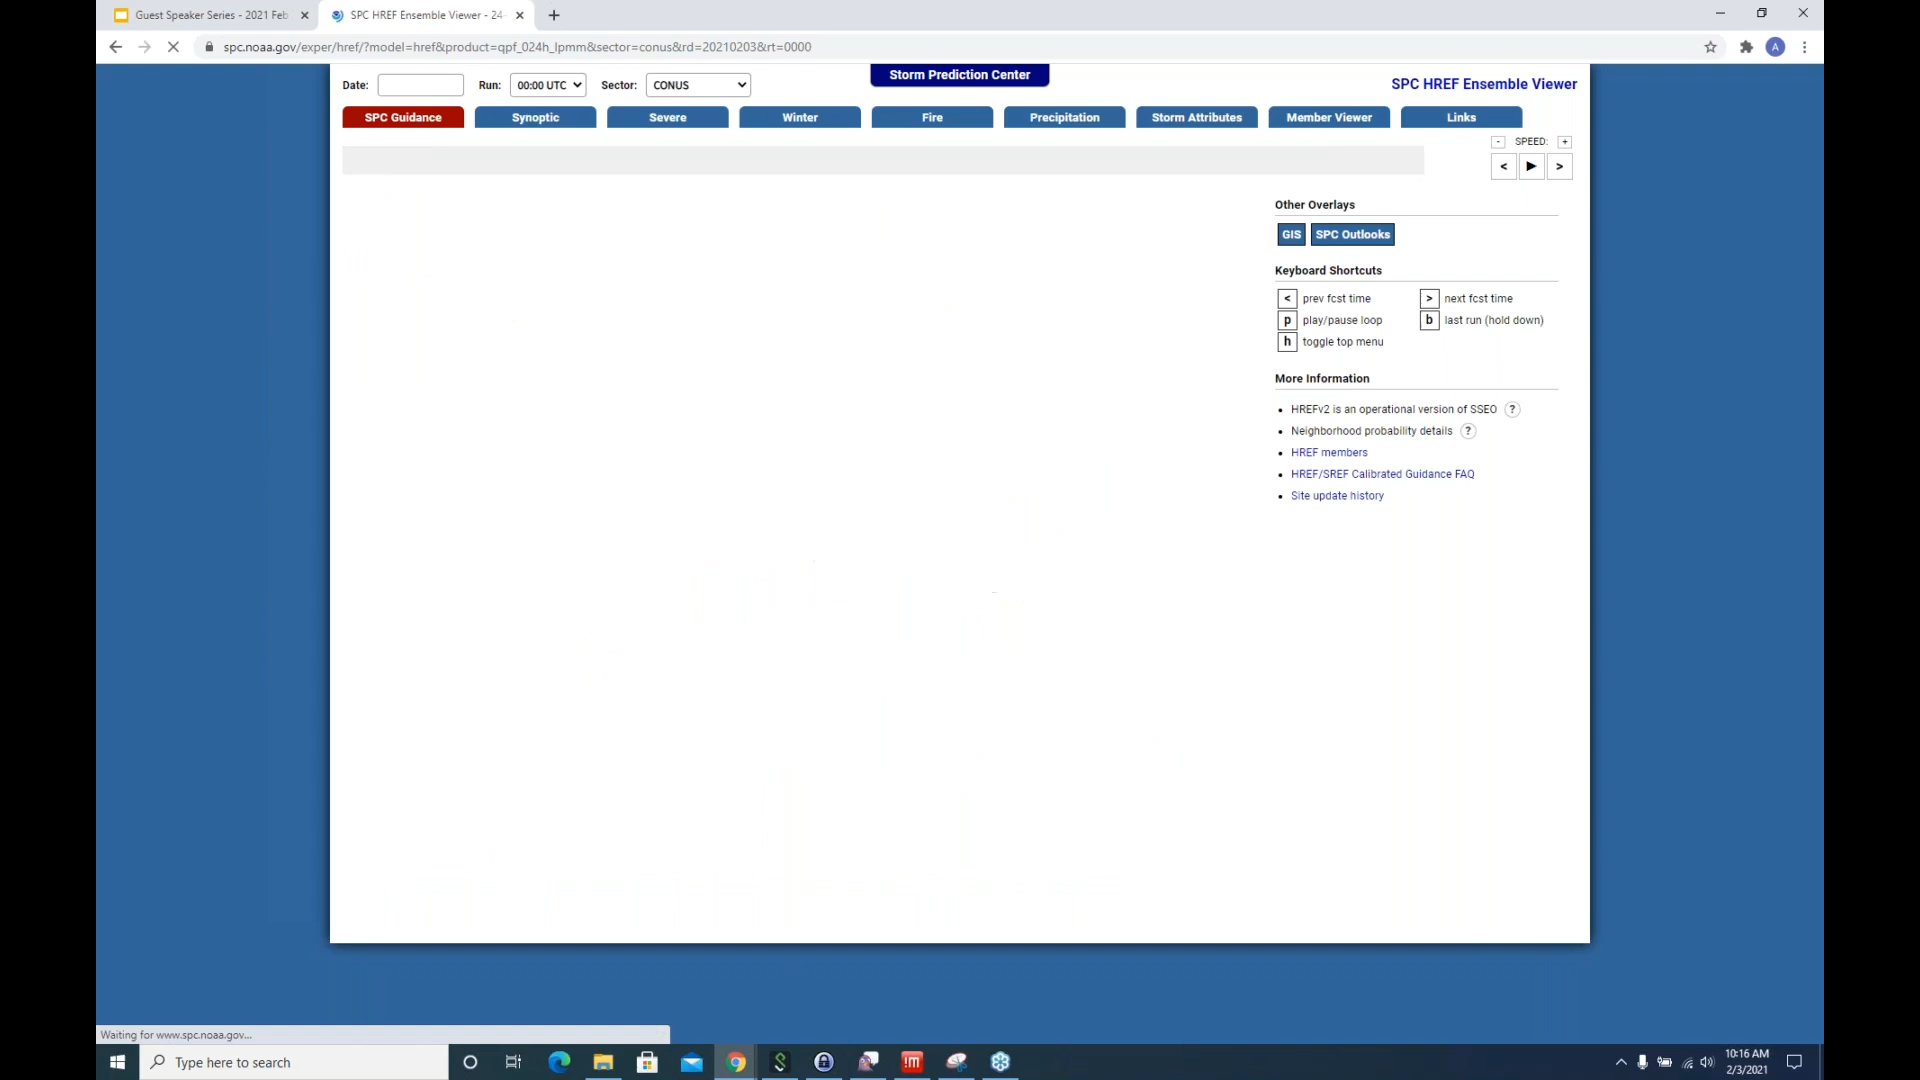 Guest Speaker Series - 2021 Feb
SPC HREF Ensemble Viewer - 24-
spc.noaa.gov/exper/href/?model=href&product=qpf_024h_lpmm&sector=conus&rd=20210203&rt=0000
A
Storm Prediction Center
Date:
Run: 00:00 UTC
Sector: CONUS
SPC HREF Ensemble Viewer
SPC Guidance Synoptic Severe Winter Fire Precipitation Storm Attributes Member Viewer Links
- SPEED: +
< ▶ >
Other Overlays
GIS SPC Outlooks
Keyboard Shortcuts
< prev fcst time > next fcst time
p play/pause loop b last run (hold down)
h toggle top menu
More Information
• HREFv2 is an operational version of SSEO ?
• Neighborhood probability details ?
• HREF members
• HREF/SREF Calibrated Guidance FAQ
• Site update history
Waiting for www.spc.noaa.gov...
Type here to search
!M
10:16 AM
2/3/2021